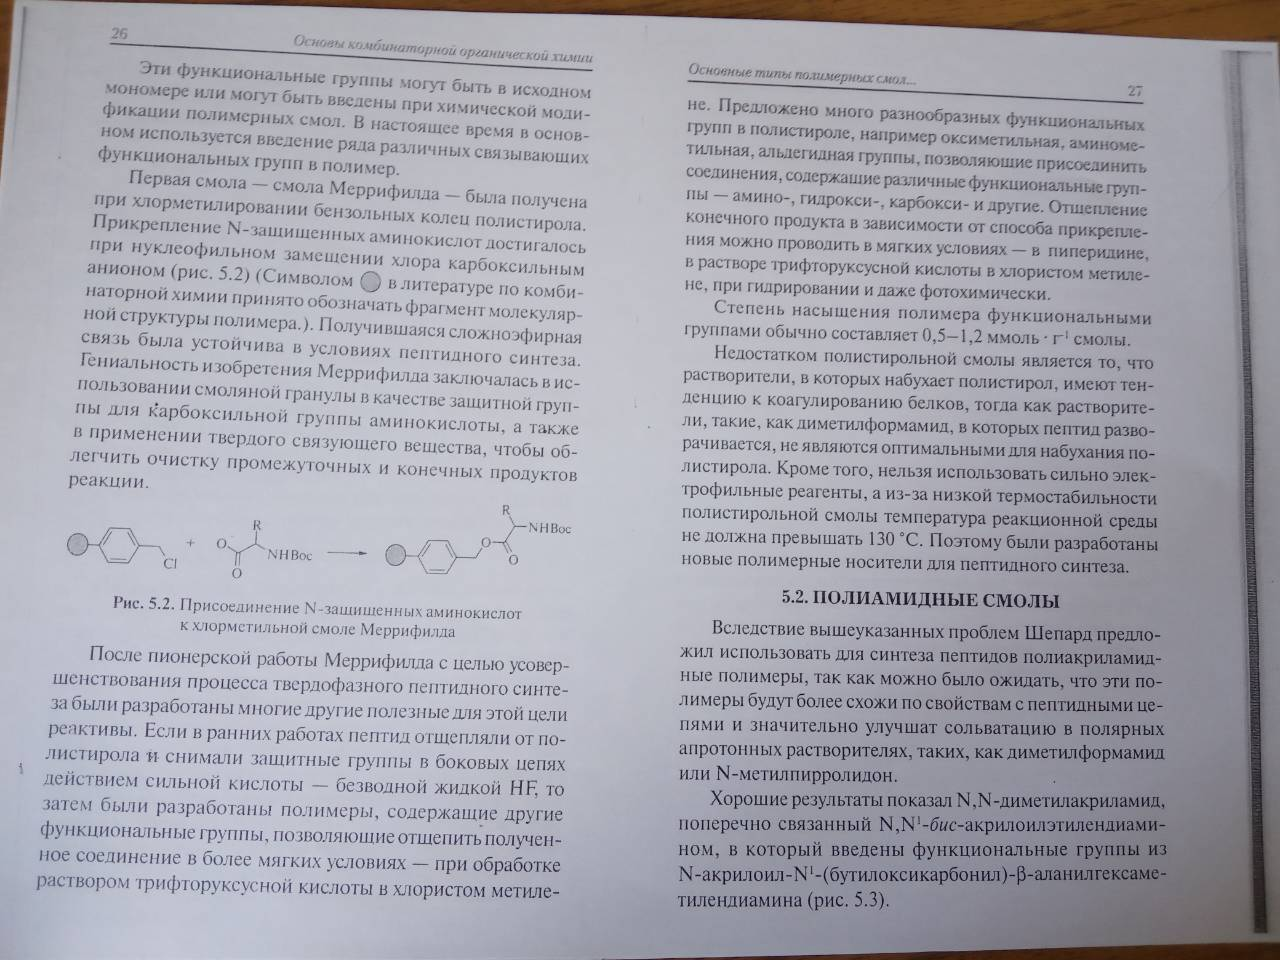 26
Основы комбинаторной органической химии
Эти функциональные группы могут быть в исходном
мономере или могут быть введены при химической моди-
фикации полимерных смол. В настоящее время в основ-
ном используется введение ряда различных связывающих
функциональных групп в полимер.
Первая смола — смола Меррифилда — была получена
при хлорметилировании бензольных колец полистирола.
Прикрепление N-защищенных аминокислот достигалось
при нуклеофильном замещении хлора карбоксильным
анионом (рис. 5.2) (Символом в литературе по комби-
наторной химии принято обозначать фрагмент молекуляр-
ной структуры полимера.). Получившаяся сложноэфирная
связь была устойчива в условиях пептидного синтеза.
Гениальность изобретения Меррифилда заключалась в ис-
пользовании смоляной гранулы в качестве защитной груп-
пы для карбоксильной группы аминокислоты, а также
в применении твердого связующего вещества, чтобы об-
легчить очистку промежуточных и конечных продуктов
реакции.
Cl + O O R NHBoc → O O R NHBoc
Рис. 5.2. Присоединение N-защищенных аминокислот
к хлорметильной смоле Меррифилда
После пионерской работы Меррифилда с целью усовер-
шенствования процесса твердофазного пептидного синте-
за были разработаны многие другие полезные для этой цели
реактивы. Если в ранних работах пептид отщепляли от по-
листирола и снимали защитные группы в боковых цепях
действием сильной кислоты — безводной жидкой HF, то
затем были разработаны полимеры, содержащие другие
функциональные группы, позволяющие отщепить получен-
ное соединение в более мягких условиях — при обработке
раствором трифторуксусной кислоты в хлористом метиле-
Основные типы полимерных смол...
27
не. Предложено много разнообразных функциональных
групп в полистироле, например оксиметильная, аминоме-
тильная, альдегидная группы, позволяющие присоединить
соединения, содержащие различные функциональные груп-
пы — амино-, гидрокси-, карбокси- и другие. Отщепление
конечного продукта в зависимости от способа прикрепле-
ния можно проводить в мягких условиях — в пиперидине,
в растворе трифторуксусной кислоты в хлористом метиле-
не, при гидрировании и даже фотохимически.
Степень насыщения полимера функциональными
группами обычно составляет 0,5–1,2 ммоль · г⁻¹ смолы.
Недостатком полистирольной смолы является то, что
растворители, в которых набухает полистирол, имеют тен-
денцию к коагулированию белков, тогда как растворите-
ли, такие, как диметилформамид, в которых пептид разво-
рачивается, не являются оптимальными для набухания по-
листирола. Кроме того, нельзя использовать сильно элек-
трофильные реагенты, а из-за низкой термостабильности
полистирольной смолы температура реакционной среды
не должна превышать 130 °С. Поэтому были разработаны
новые полимерные носители для пептидного синтеза.
5.2. ПОЛИАМИДНЫЕ СМОЛЫ
Вследствие вышеуказанных проблем Шепард предло-
жил использовать для синтеза пептидов полиакриламид-
ные полимеры, так как можно было ожидать, что эти по-
лимеры будут более схожи по свойствам с пептидными це-
пями и значительно улучшат сольватацию в полярных
апротонных растворителях, таких, как диметилформамид
или N-метилпирролидон.
Хорошие результаты показал N,N-диметилакриламид,
поперечно связанный N,N¹-бис-акрилоилэтилендиами-
ном, в который введены функциональные группы из
N-акрилоил-N¹-(бутилоксикарбонил)-β-аланилгексаме-
тилендиамина (рис. 5.3).